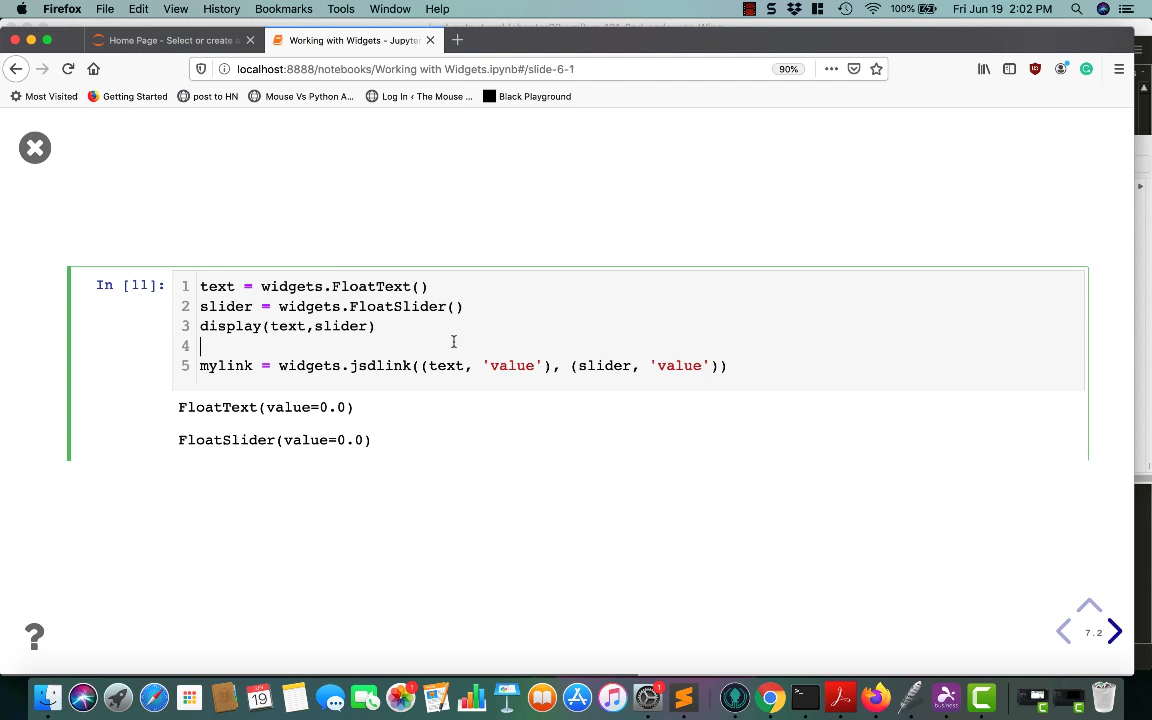 Firefox File Edit View History Bookmarks Tools Window Help 100% Fri Jun 19 2:02 PM
Home Page - Select or create a
Working with Widgets - Jupyter
localhost:8888/notebooks/Working with Widgets.ipynb#/slide-6-1 90%
Most Visited Getting Started post to HN Mouse Vs Python A... Log In ‹ The Mouse ... Black Playground
In [11]:
1 text = widgets.FloatText()
2 slider = widgets.FloatSlider()
3 display(text,slider)
4
5 mylink = widgets.jsdlink((text, 'value'), (slider, 'value'))
FloatText(value=0.0)
FloatSlider(value=0.0)
?
7.2